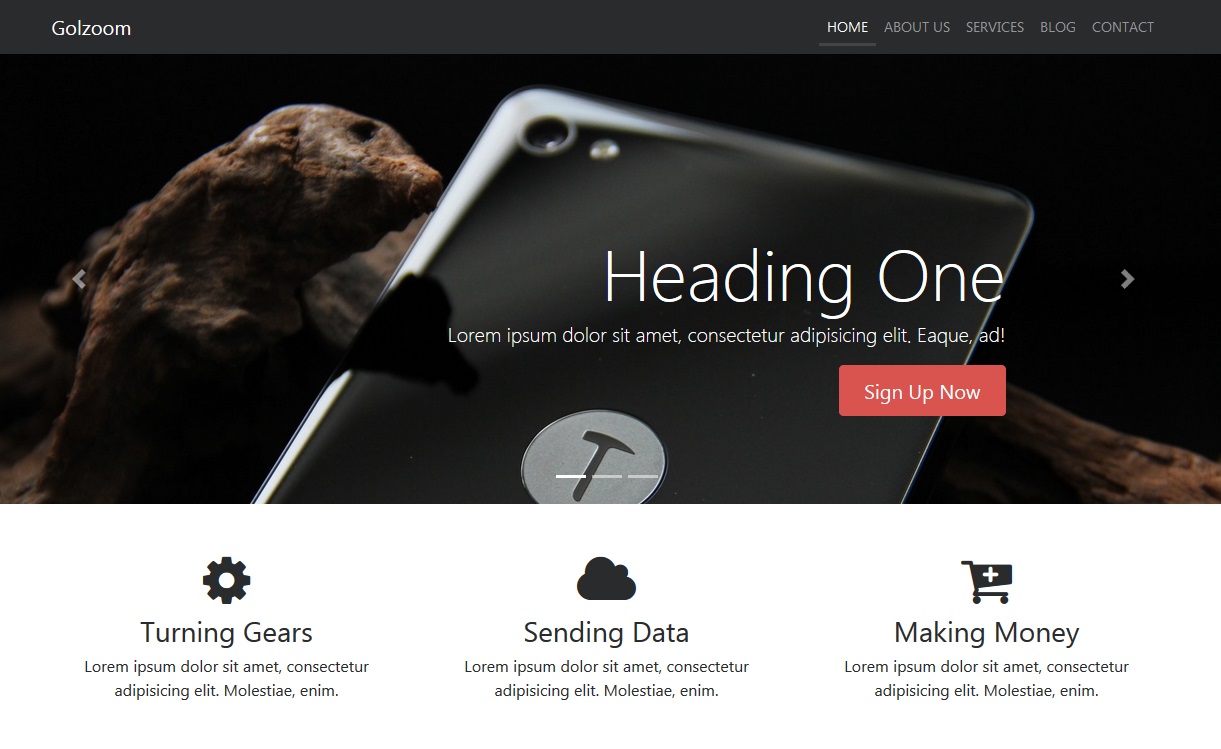 Golzoom
HOME ABOUT US SERVICES BLOG CONTACT
Heading One
Lorem ipsum dolor sit amet, consectetur adipisicing elit. Eaque, ad!
Sign Up Now
Turning Gears
Lorem ipsum dolor sit amet, consectetur
adipisicing elit. Molestiae, enim.
Sending Data
Lorem ipsum dolor sit amet, consectetur
adipisicing elit. Molestiae, enim.
Making Money
Lorem ipsum dolor sit amet, consectetur
adipisicing elit. Molestiae, enim.